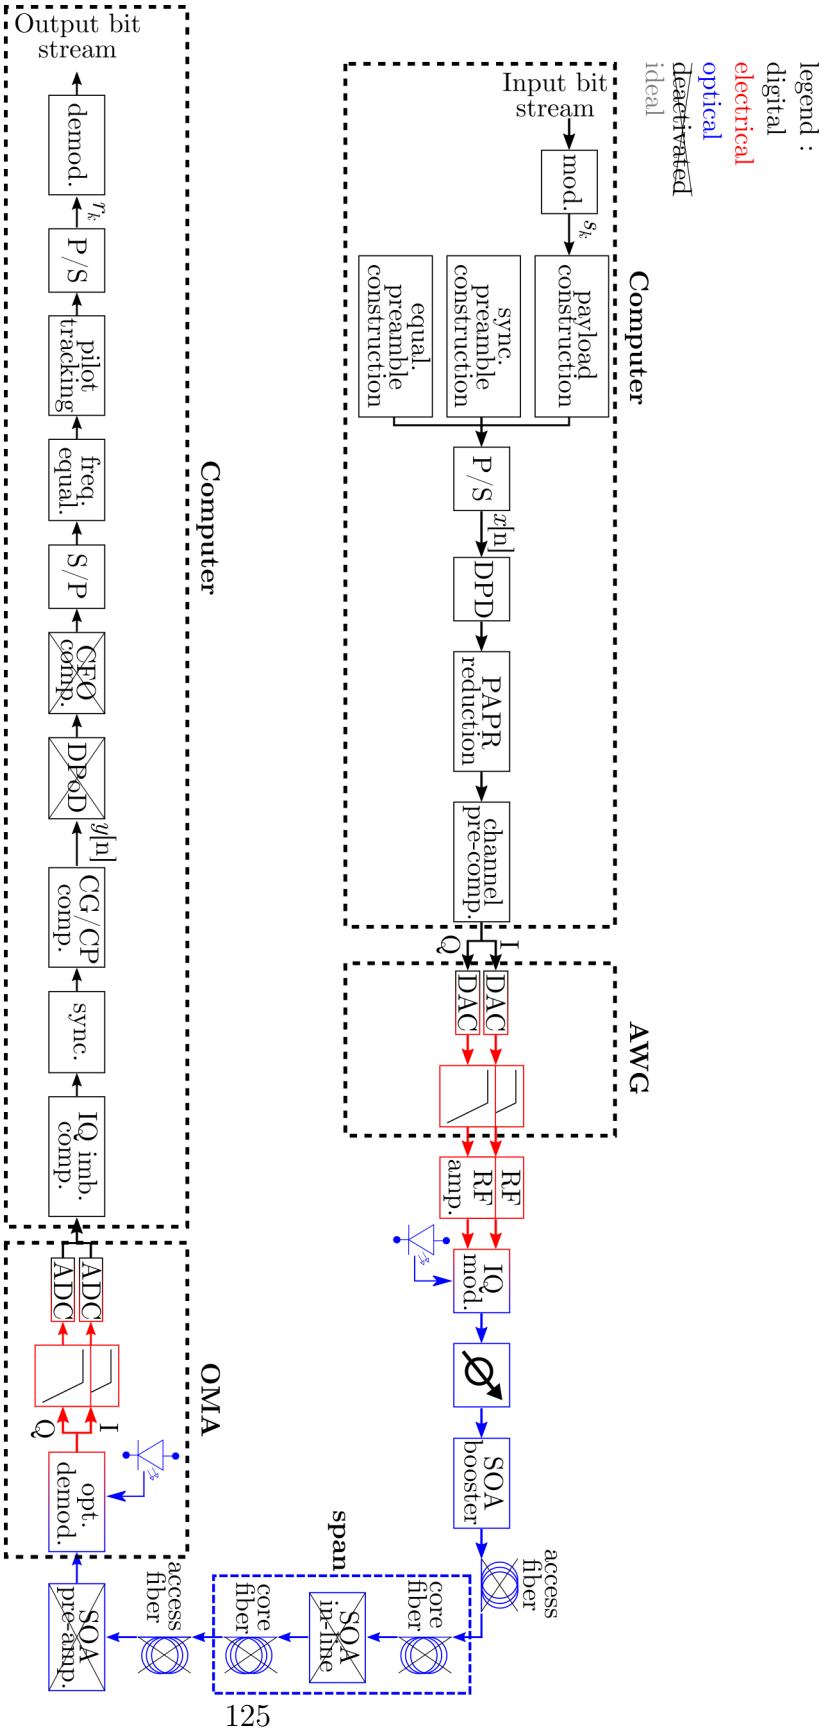 legend :
digital
electrical
optical
deactivated
ideal
Computer
Input bit
stream
mod.
s_k
payload
construction
sync.
preamble
construction
equal.
preamble
construction
P/S
x[n]
DPD
PAPR
reduction
channel
pre-comp.
I
Q
AWG
DAC
DAC
RF
RF
amp.
IQ
mod.
SOA
booster
access
fiber
span
core
fiber
SOA
in-line
core
fiber
access
fiber
SOA
pre-amp.
OMA
opt.
demod.
I
Q
ADC
ADC
Computer
IQ imb.
comp.
sync.
CG/CP
comp.
y[n]
DPoD
CFO
comp.
S/P
freq.
equal.
pilot
tracking
P/S
r_k
demod.
Output bit
stream
125